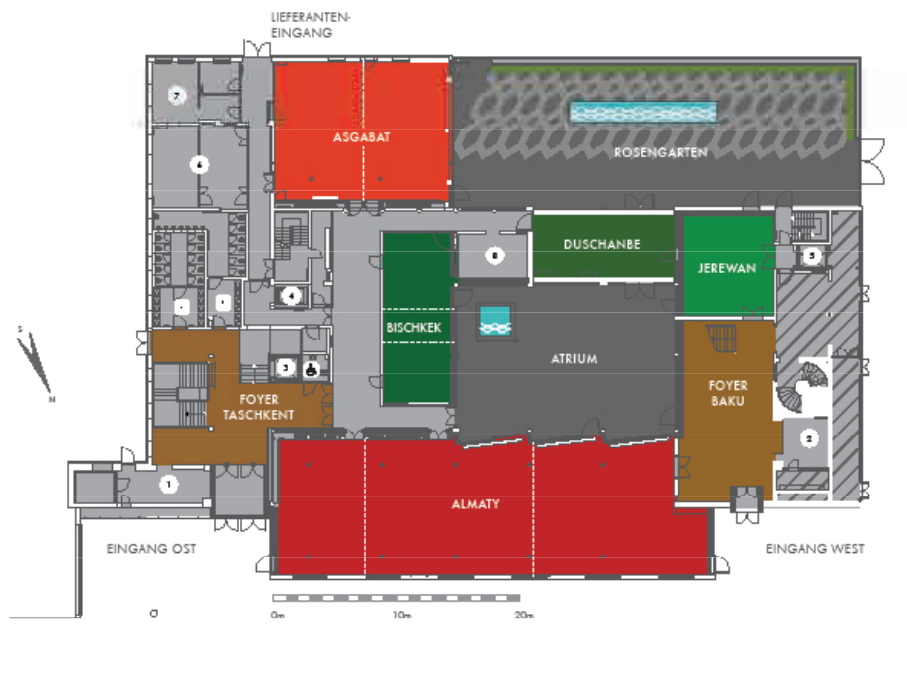 LIEFERANTEN-
EINGANG
7
ASGABAT
ROSENGARTEN
6
DUSCHANBE
8
5
JEREWAN
4
BISCHKEK
ATRIUM
3
FOYER
TASCHKENT
FOYER
BAKU
2
1
ALMATY
S
N
EINGANG OST
EINGANG WEST
0m
10m
20m